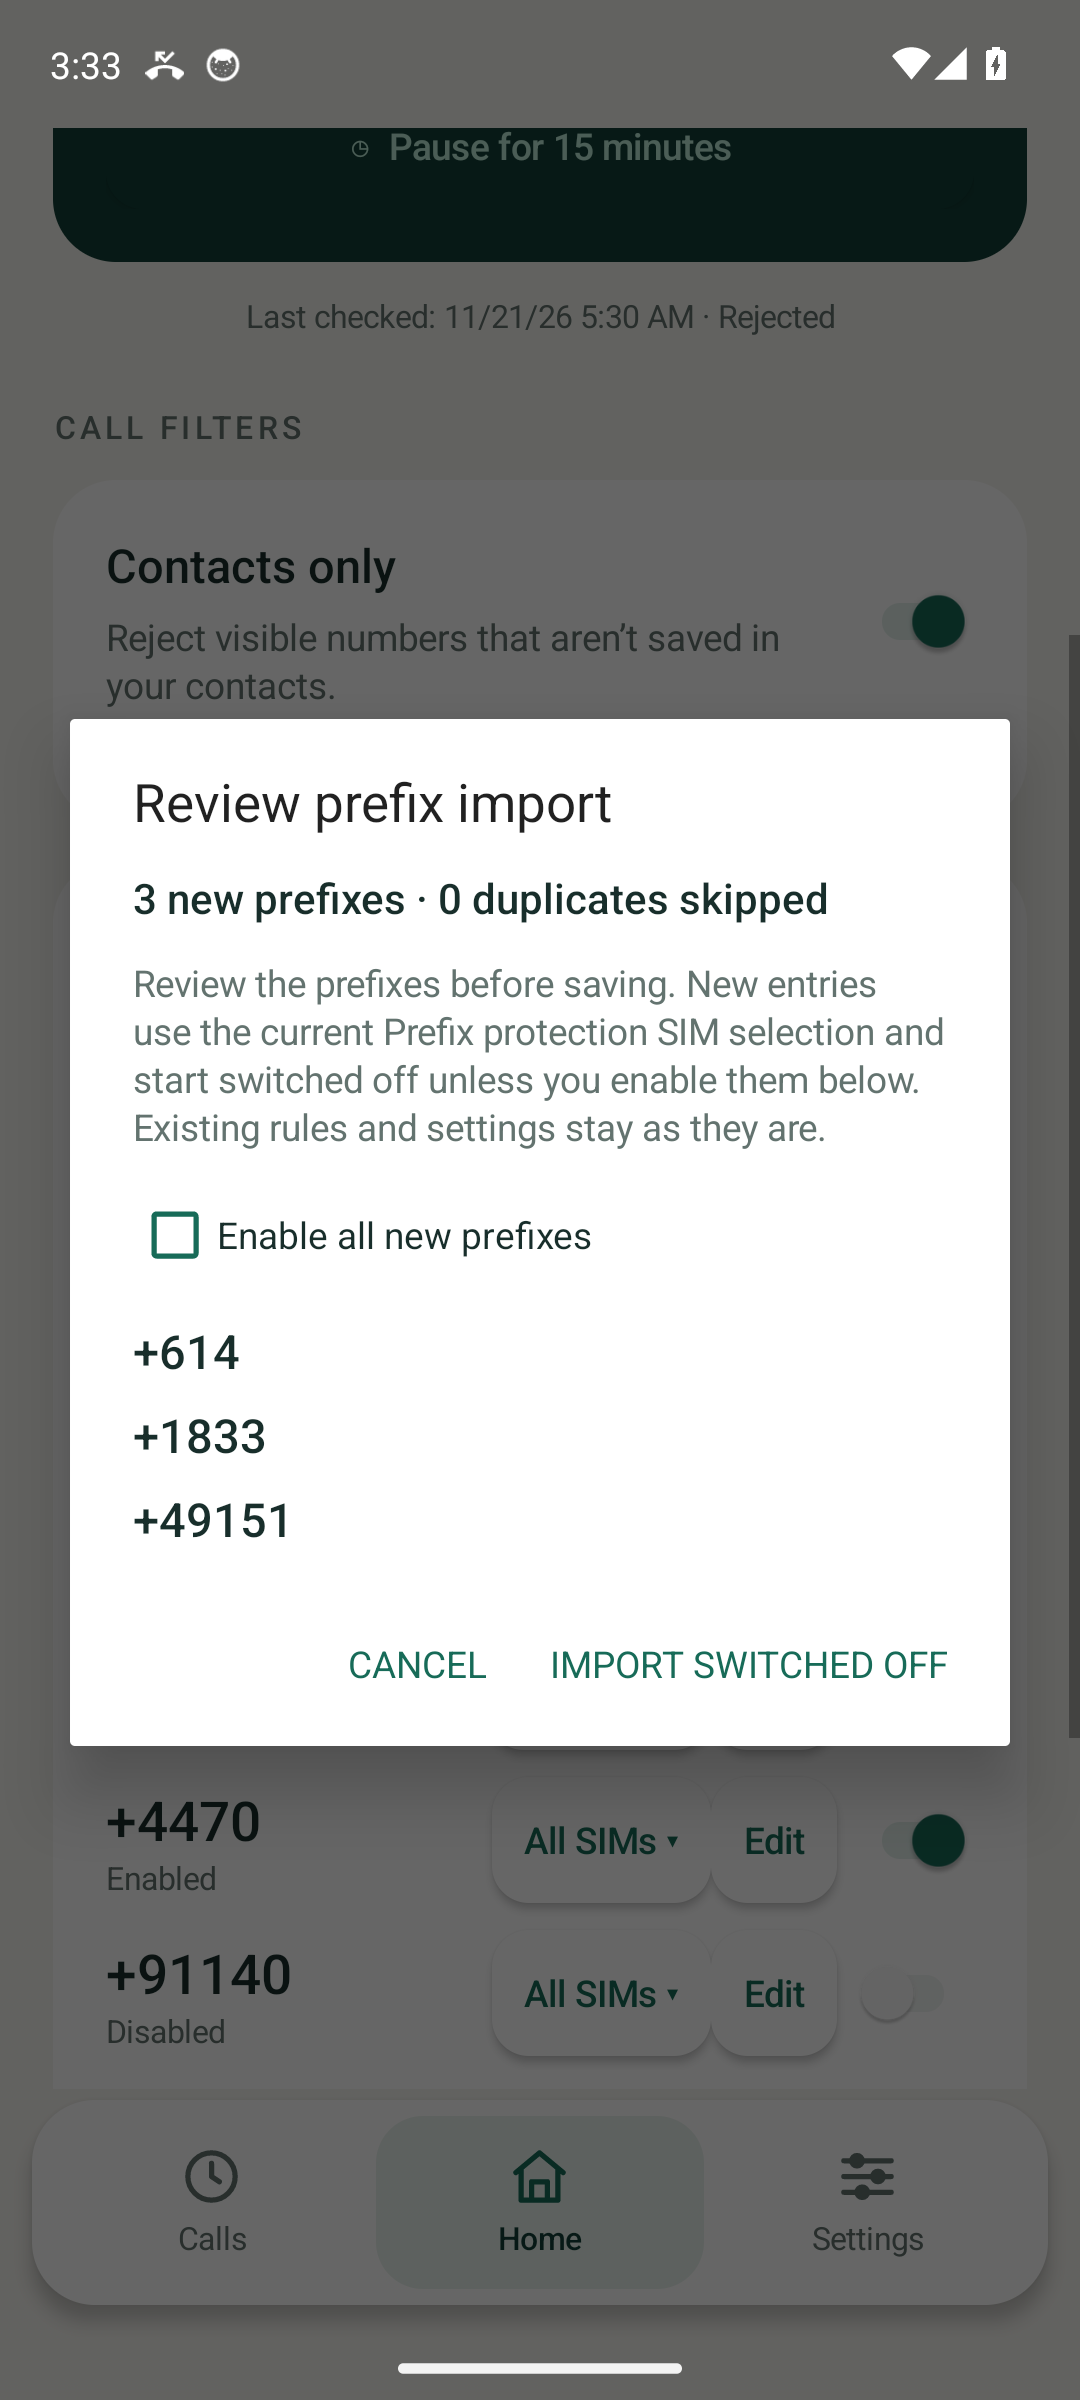 3:33
Pause for 15 minutes
Last checked: 11/21/26 5:30 AM · Rejected
CALL FILTERS
Contacts only
Reject visible numbers that aren’t saved in
your contacts.
Review prefix import
3 new prefixes · 0 duplicates skipped
Review the prefixes before saving. New entries
use the current Prefix protection SIM selection and
start switched off unless you enable them below.
Existing rules and settings stay as they are.
Enable all new prefixes
+614
+1833
+49151
CANCEL IMPORT SWITCHED OFF
+4470 All SIMs ▾ Edit
Enabled
+91140 All SIMs ▾ Edit
Disabled
Calls Home Settings